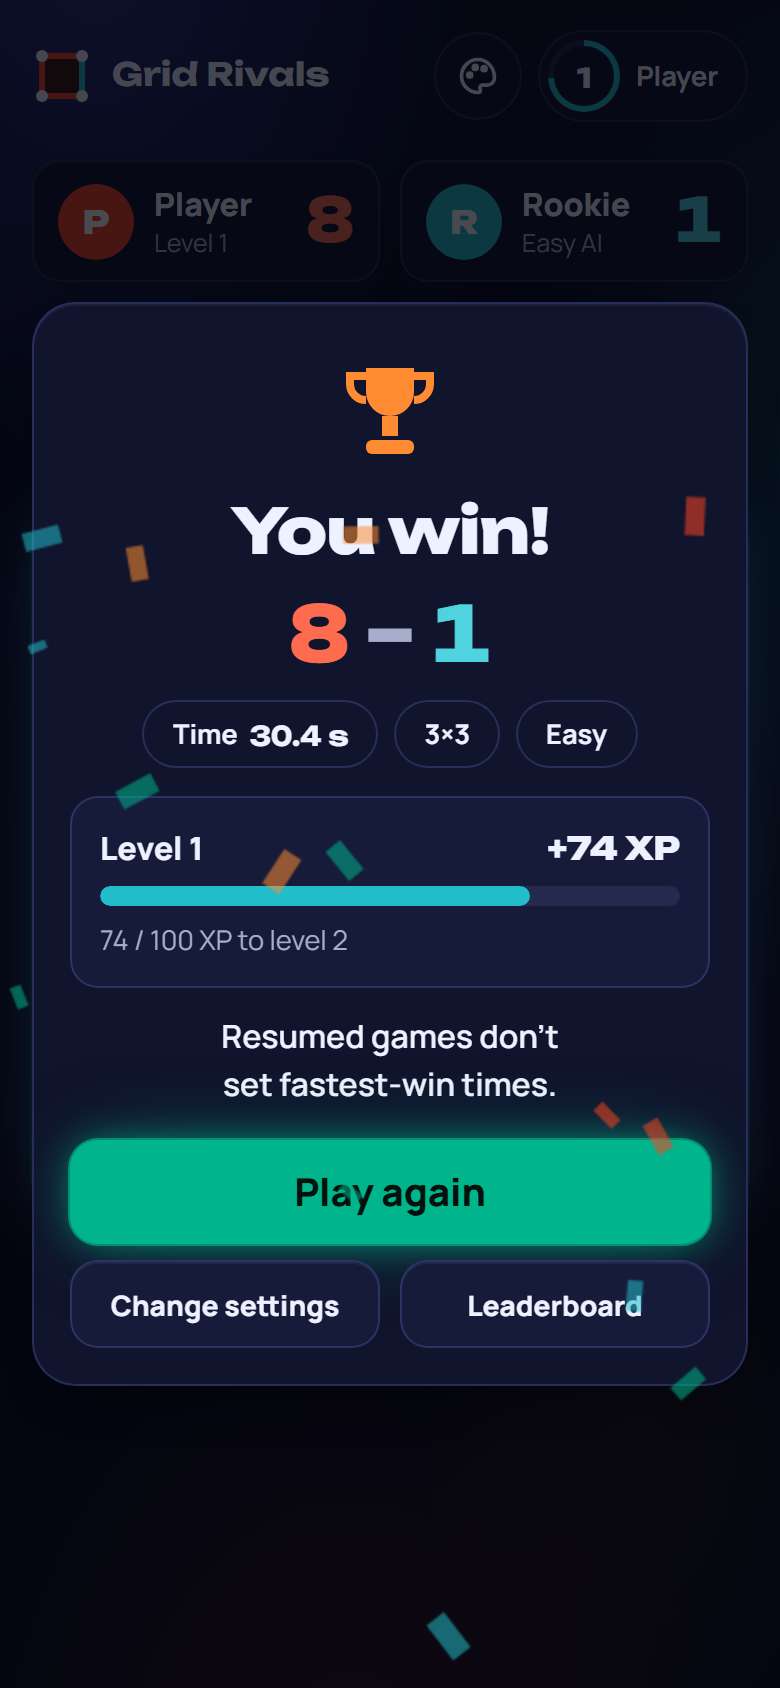 Grid Rivals
1 Player
P Player 8
Level 1
R Rookie 1
Easy AI
You win!
8 – 1
Time 30.4 s 3×3 Easy
Level 1 +74 XP
74 / 100 XP to level 2
Resumed games don’t
set fastest-win times.
Play again
Change settings Leaderboard